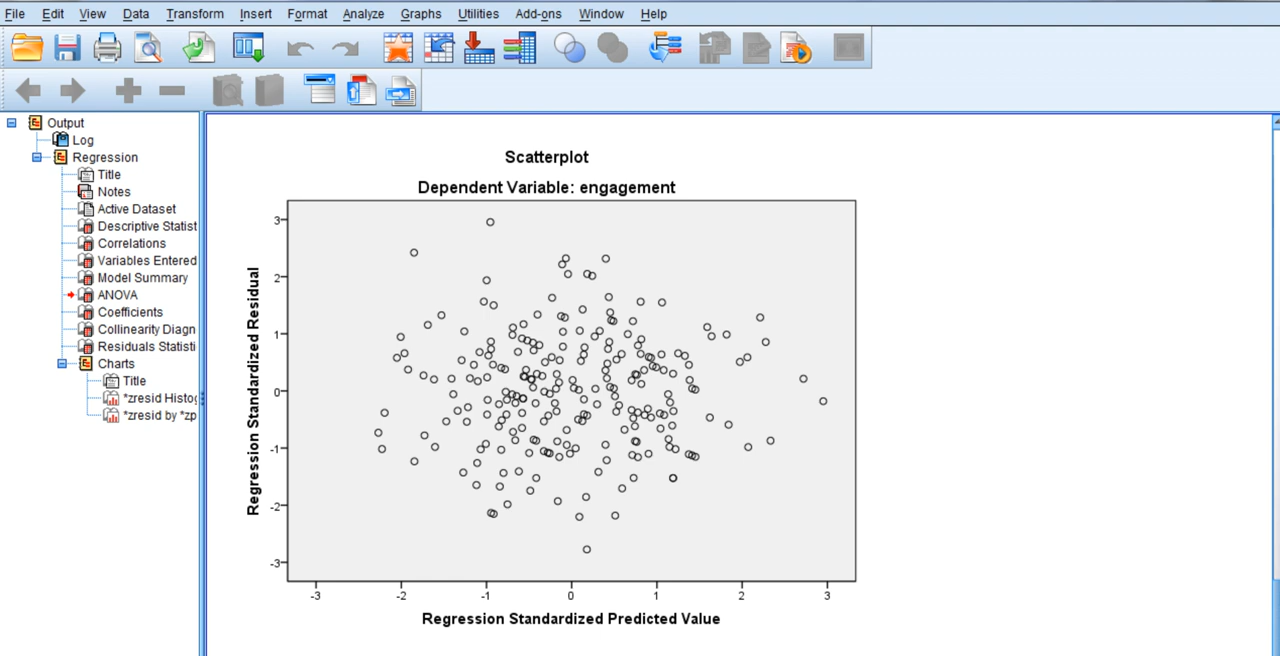 File Edit View Data Transform Insert Format Analyze Graphs Utilities Add-ons Window Help
Output
Log
Regression
Title
Notes
Active Dataset
Descriptive Statist
Correlations
Variables Entered
Model Summary
ANOVA
Coefficients
Collinearity Diagn
Residuals Statisti
Charts
Title
*zresid Histog
*zresid by *zp
Scatterplot
Dependent Variable: engagement
Regression Standardized Residual
3
2
1
0
-1
-2
-3
-3 -2 -1 0 1 2 3
Regression Standardized Predicted Value